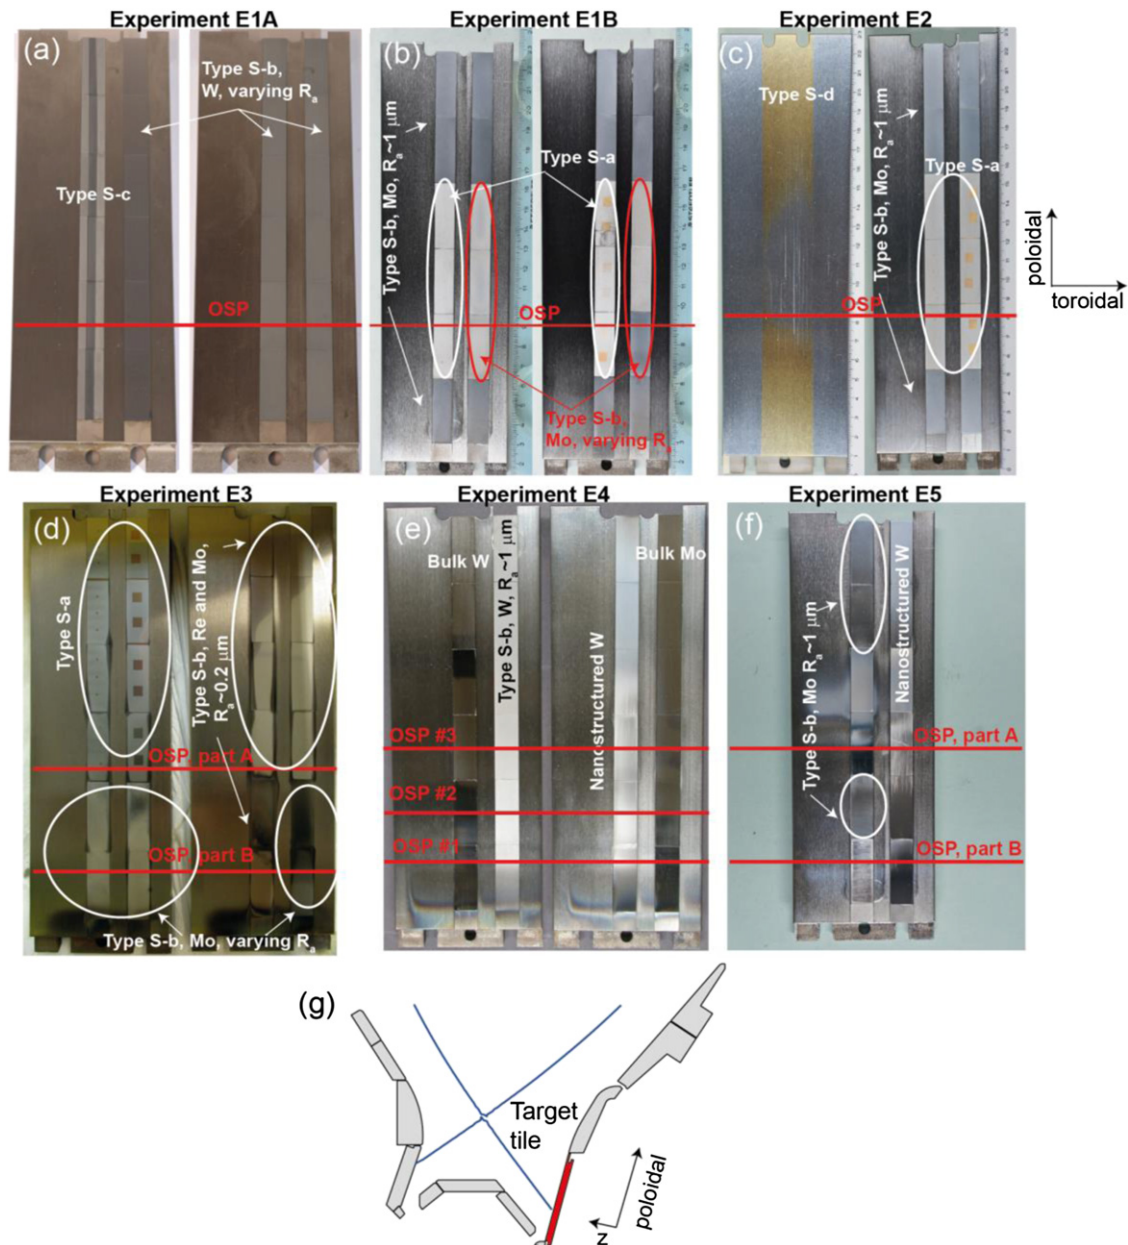 Experiment E1A
Experiment E1B
Experiment E2
(a)
Type S-b,
W, varying Ra
Type S-c
OSP
(b)
Type S-b, Mo, Ra~1 μm
Type S-a
OSP
Type S-b,
Mo, varying Ra
(c)
Type S-d
Type S-b, Mo, Ra~1 μm
Type S-a
OSP
poloidal
toroidal
Experiment E3
Experiment E4
Experiment E5
(d)
Type S-a
Type S-b, Re and Mo,
Ra~0.2 μm
OSP, part A
OSP, part B
Type S-b, Mo, varying Ra
(e)
Bulk W
Type S-b, W, Ra~1 μm
Nanostructured W
Bulk Mo
OSP #3
OSP #2
OSP #1
(f)
Type S-b, Mo Ra~1 μm
Nanostructured W
OSP, part A
OSP, part B
(g)
Target
tile
poloidal
z